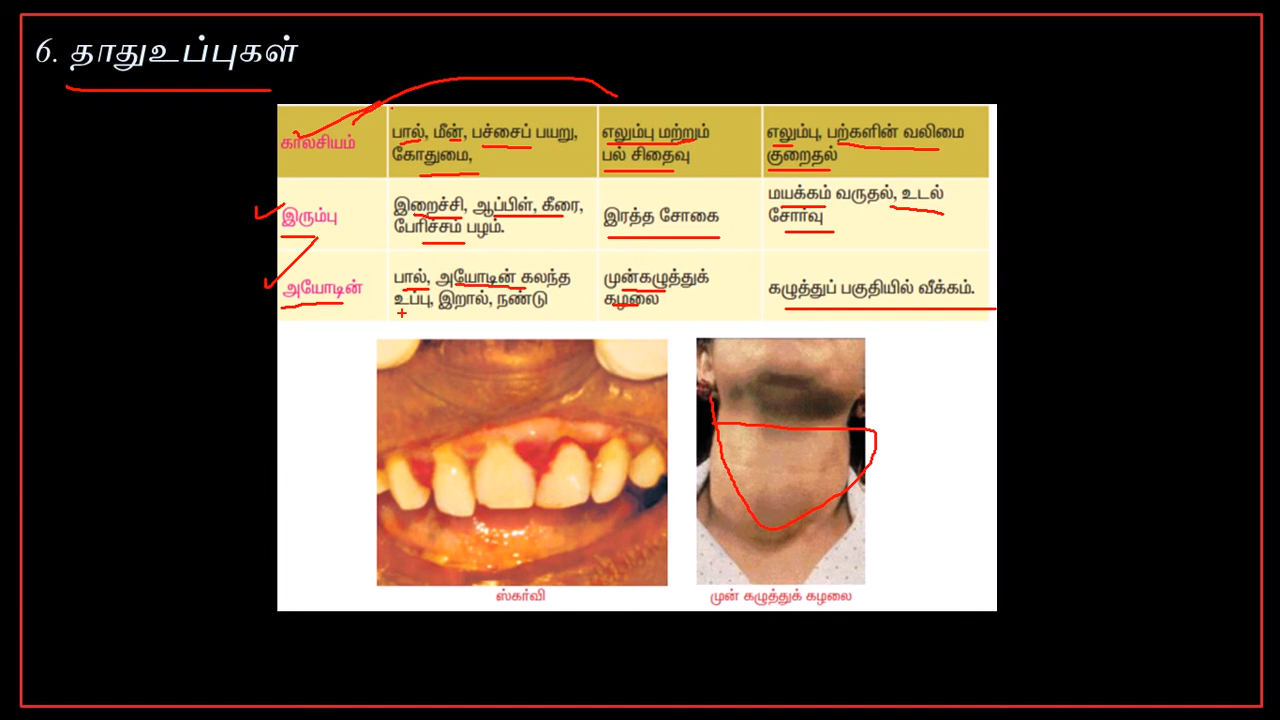 6. தாதுஉப்புகள்
கால்சியம்
பால், மீன், பச்சைப் பயறு,
கோதுமை,
எலும்பு மற்றும்
பல் சிதைவு
எலும்பு, பற்களின் வலிமை
குறைதல்
இரும்பு
இறைச்சி, ஆப்பிள், கீரை,
பேரிச்சம் பழம்.
இரத்த சோகை
மயக்கம் வருதல், உடல்
சோர்வு
அயோடின்
பால், அயோடின் கலந்த
உப்பு, இறால், நண்டு
முன்கழுத்துக்
கழலை
கழுத்துப் பகுதியில் வீக்கம்.
ஸ்கர்வி
முன் கழுத்துக் கழலை